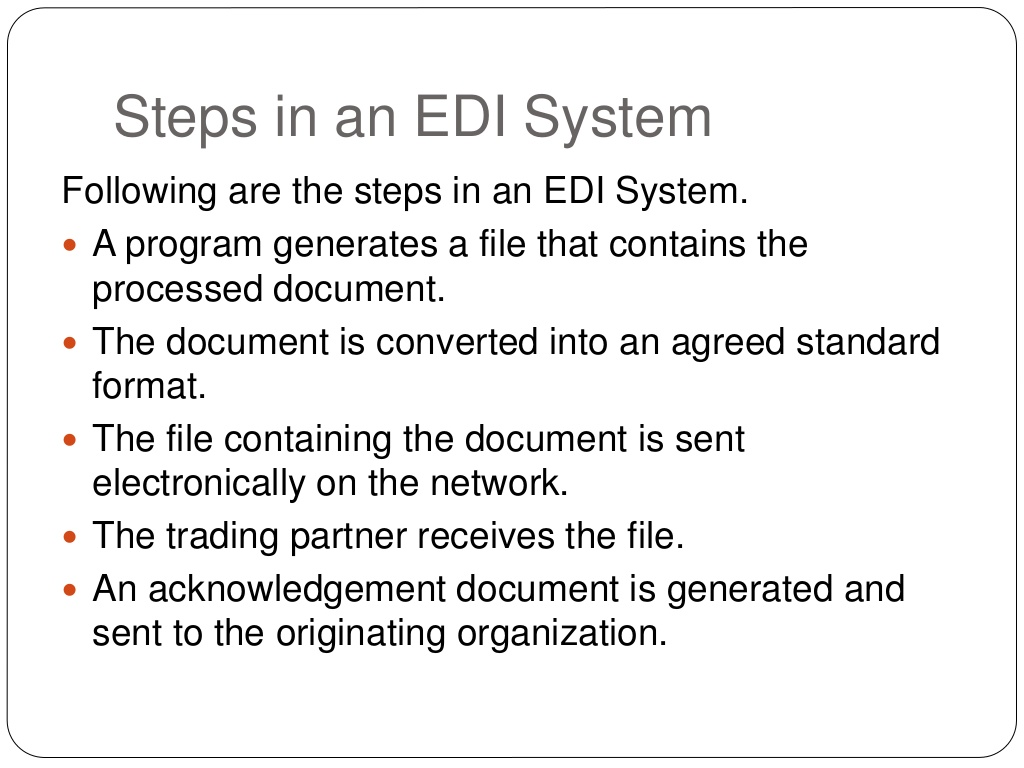 Steps in an EDI System
Following are the steps in an EDI System.
• A program generates a file that contains the
processed document.
• The document is converted into an agreed standard
format.
• The file containing the document is sent
electronically on the network.
• The trading partner receives the file.
• An acknowledgement document is generated and
sent to the originating organization.